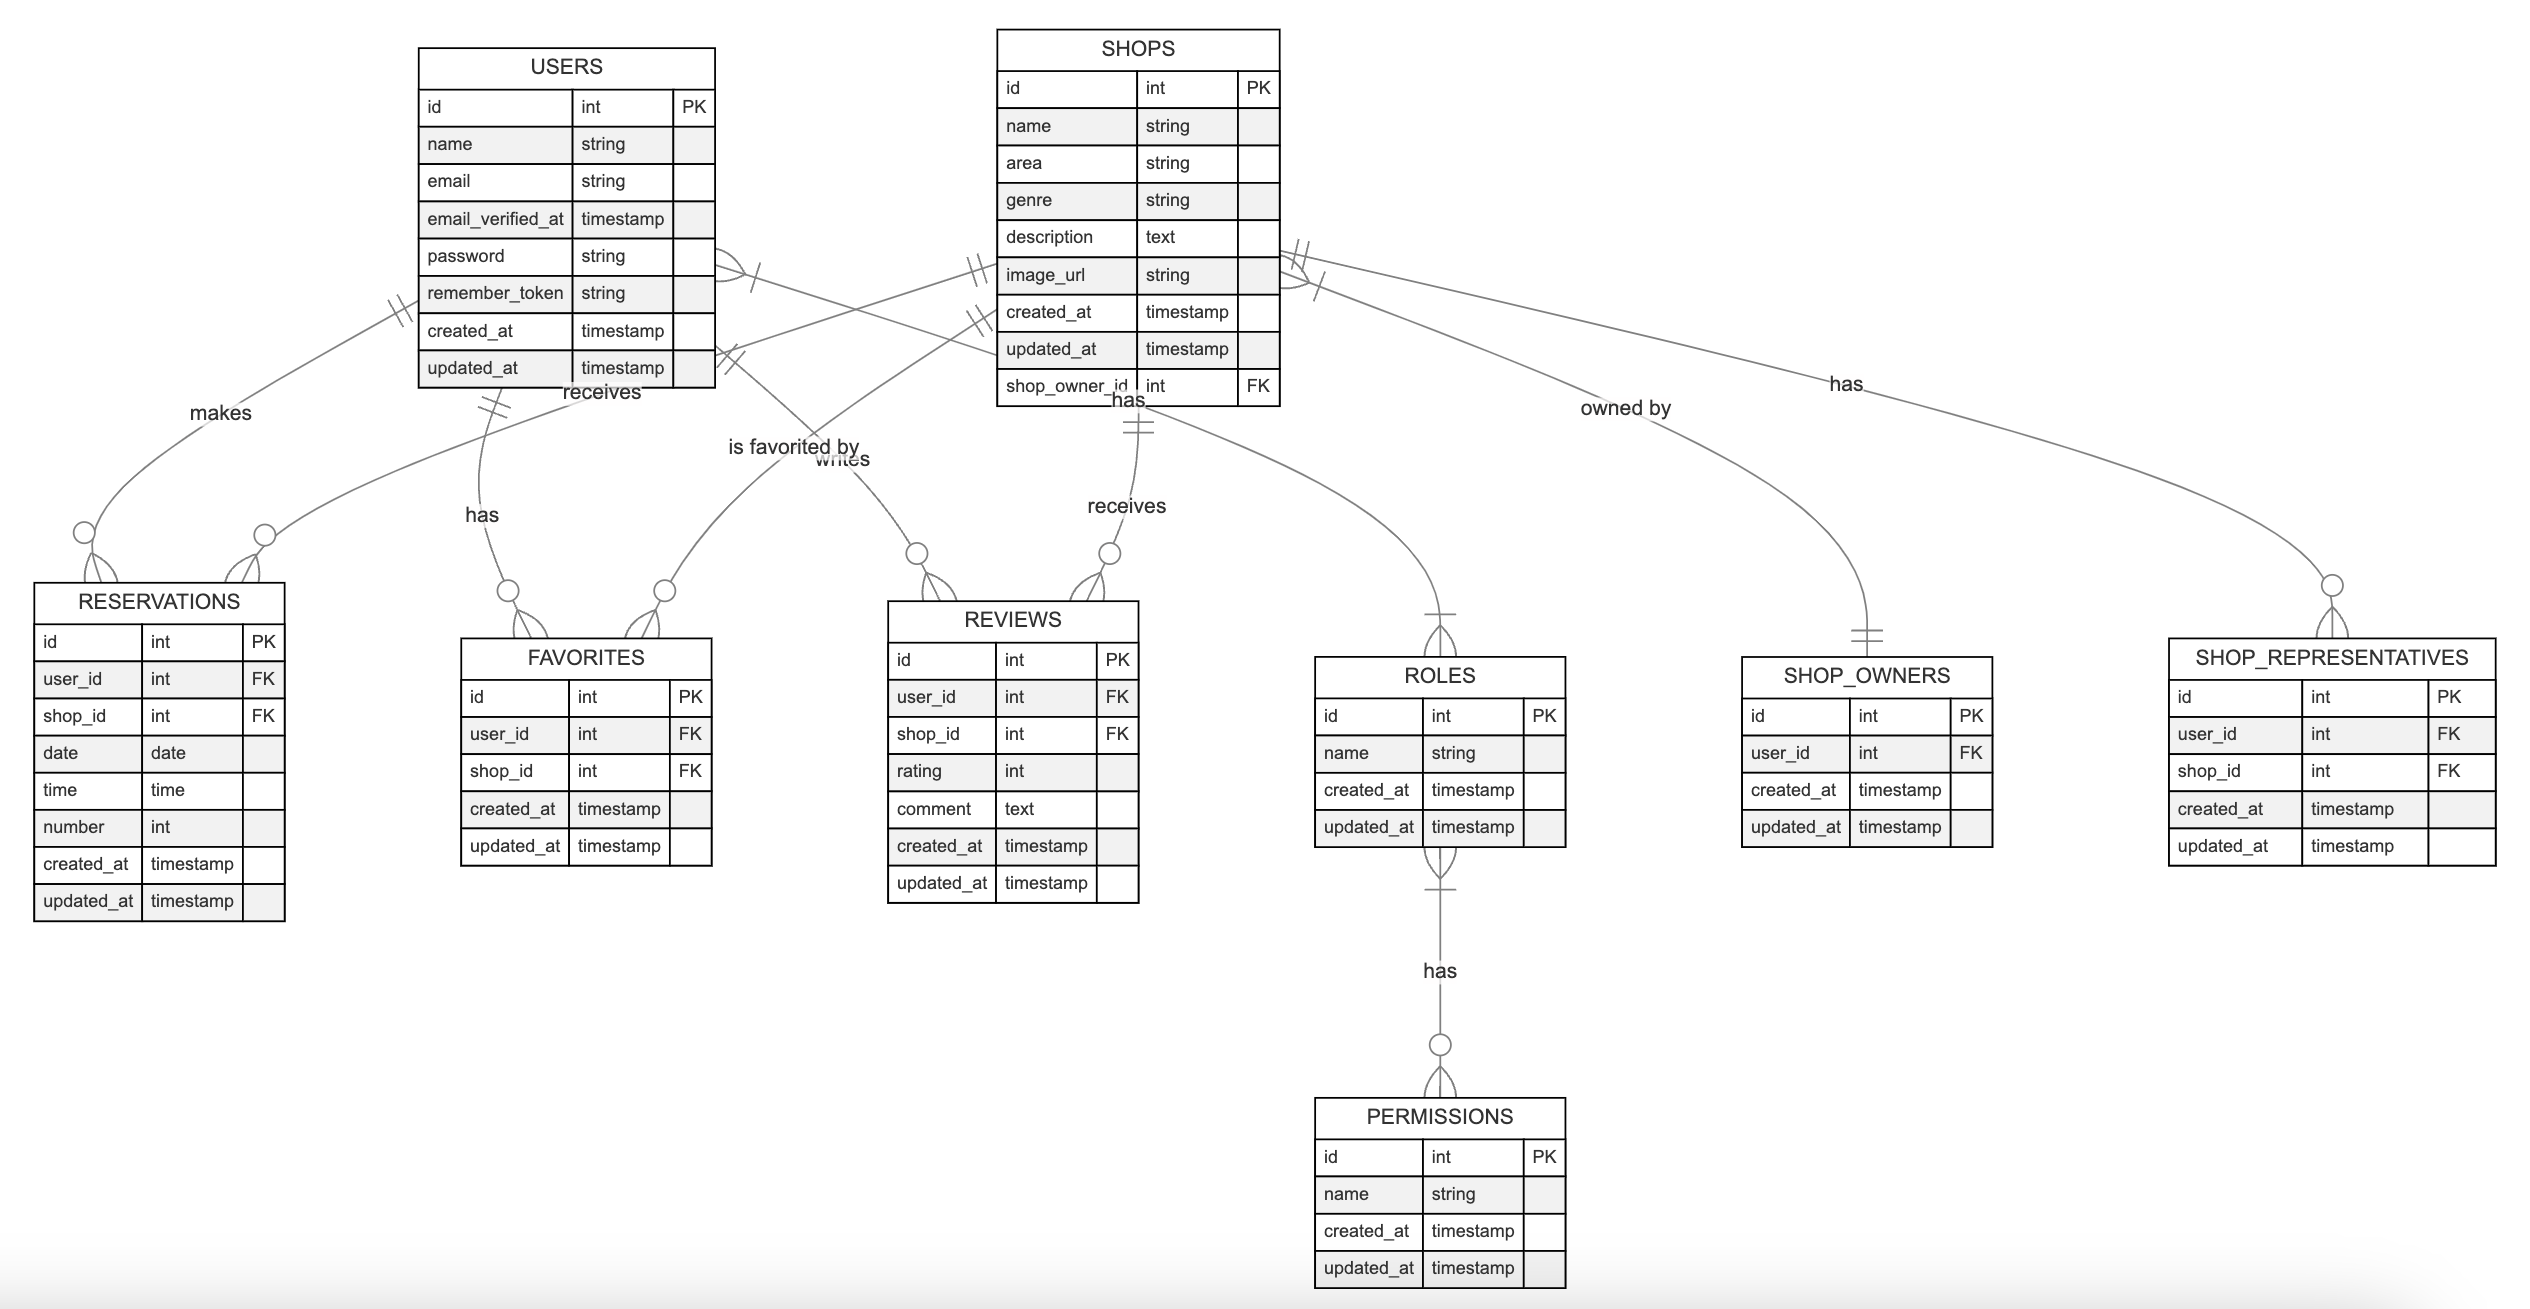 USERS
id int PK
name string
email string
email_verified_at timestamp
password string
remember_token string
created_at timestamp
updated_at timestamp
SHOPS
id int PK
name string
area string
genre string
description text
image_url string
created_at timestamp
updated_at timestamp
shop_owner_id int FK
makes
receives
has
is favorited by
writes
has
receives
owned by
has
RESERVATIONS
id int PK
user_id int FK
shop_id int FK
date date
time time
number int
created_at timestamp
updated_at timestamp
FAVORITES
id int PK
user_id int FK
shop_id int FK
created_at timestamp
updated_at timestamp
REVIEWS
id int PK
user_id int FK
shop_id int FK
rating int
comment text
created_at timestamp
updated_at timestamp
ROLES
id int PK
name string
created_at timestamp
updated_at timestamp
SHOP_OWNERS
id int PK
user_id int FK
created_at timestamp
updated_at timestamp
SHOP_REPRESENTATIVES
id int PK
user_id int FK
shop_id int FK
created_at timestamp
updated_at timestamp
has
PERMISSIONS
id int PK
name string
created_at timestamp
updated_at timestamp